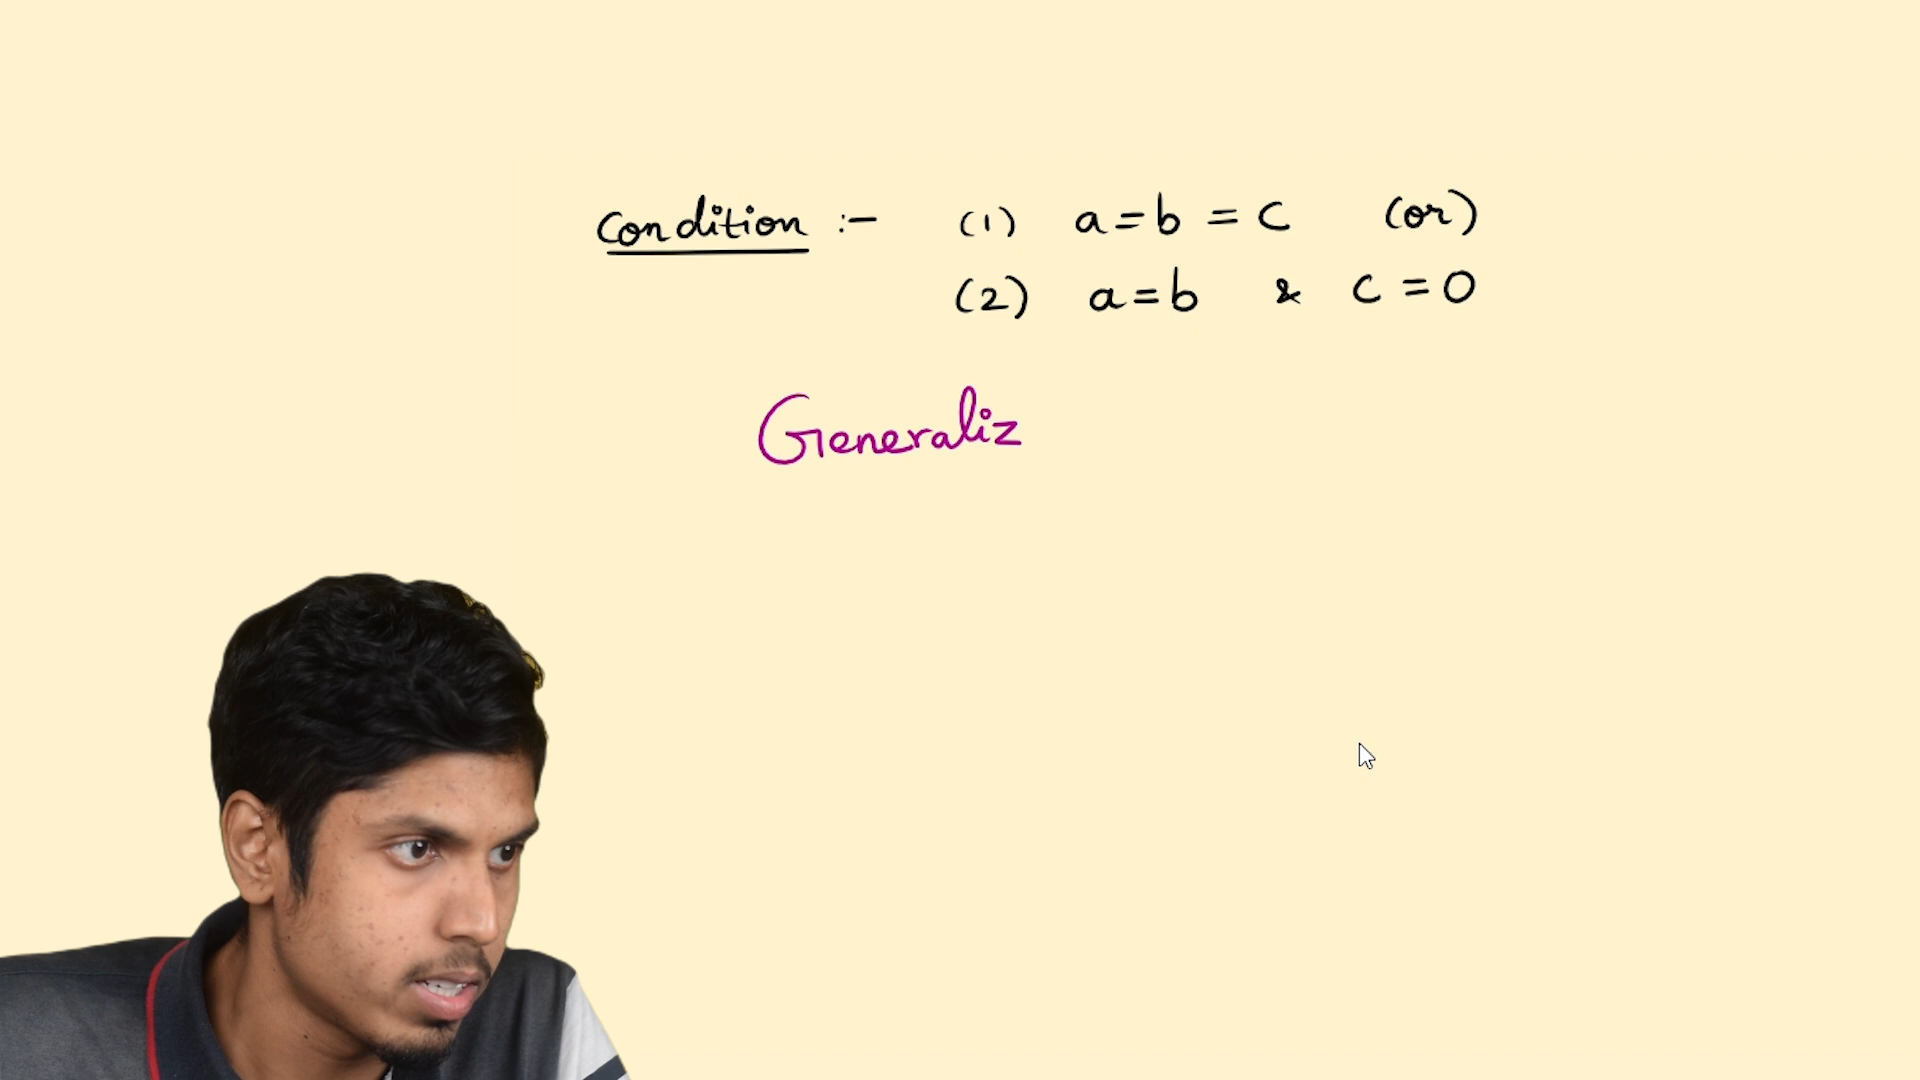 Condition :- (1) a = b = c (or)
(2) a = b & c = 0
Generaliz